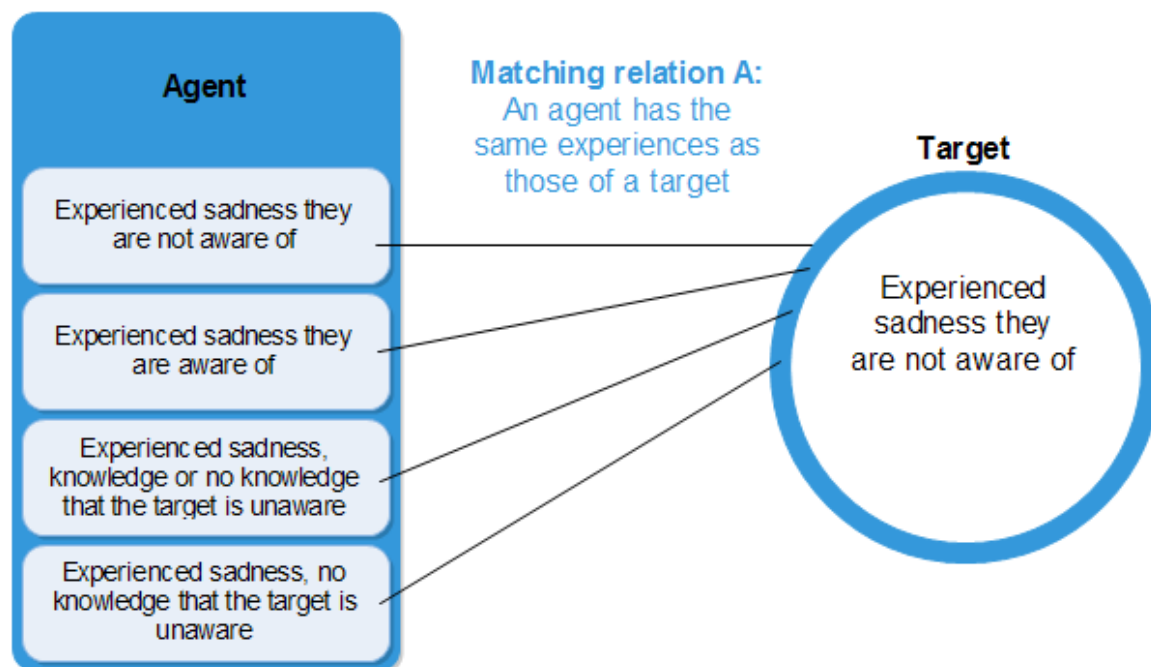 Agent
Experienced sadness they
are not aware of
Experienced sadness they
are aware of
Experienced sadness,
knowledge or no knowledge
that the target is unaware
Experienced sadness, no
knowledge that the target is
unaware
Matching relation A:
An agent has the
same experiences as
those of a target
Target
Experienced
sadness they
are not aware of